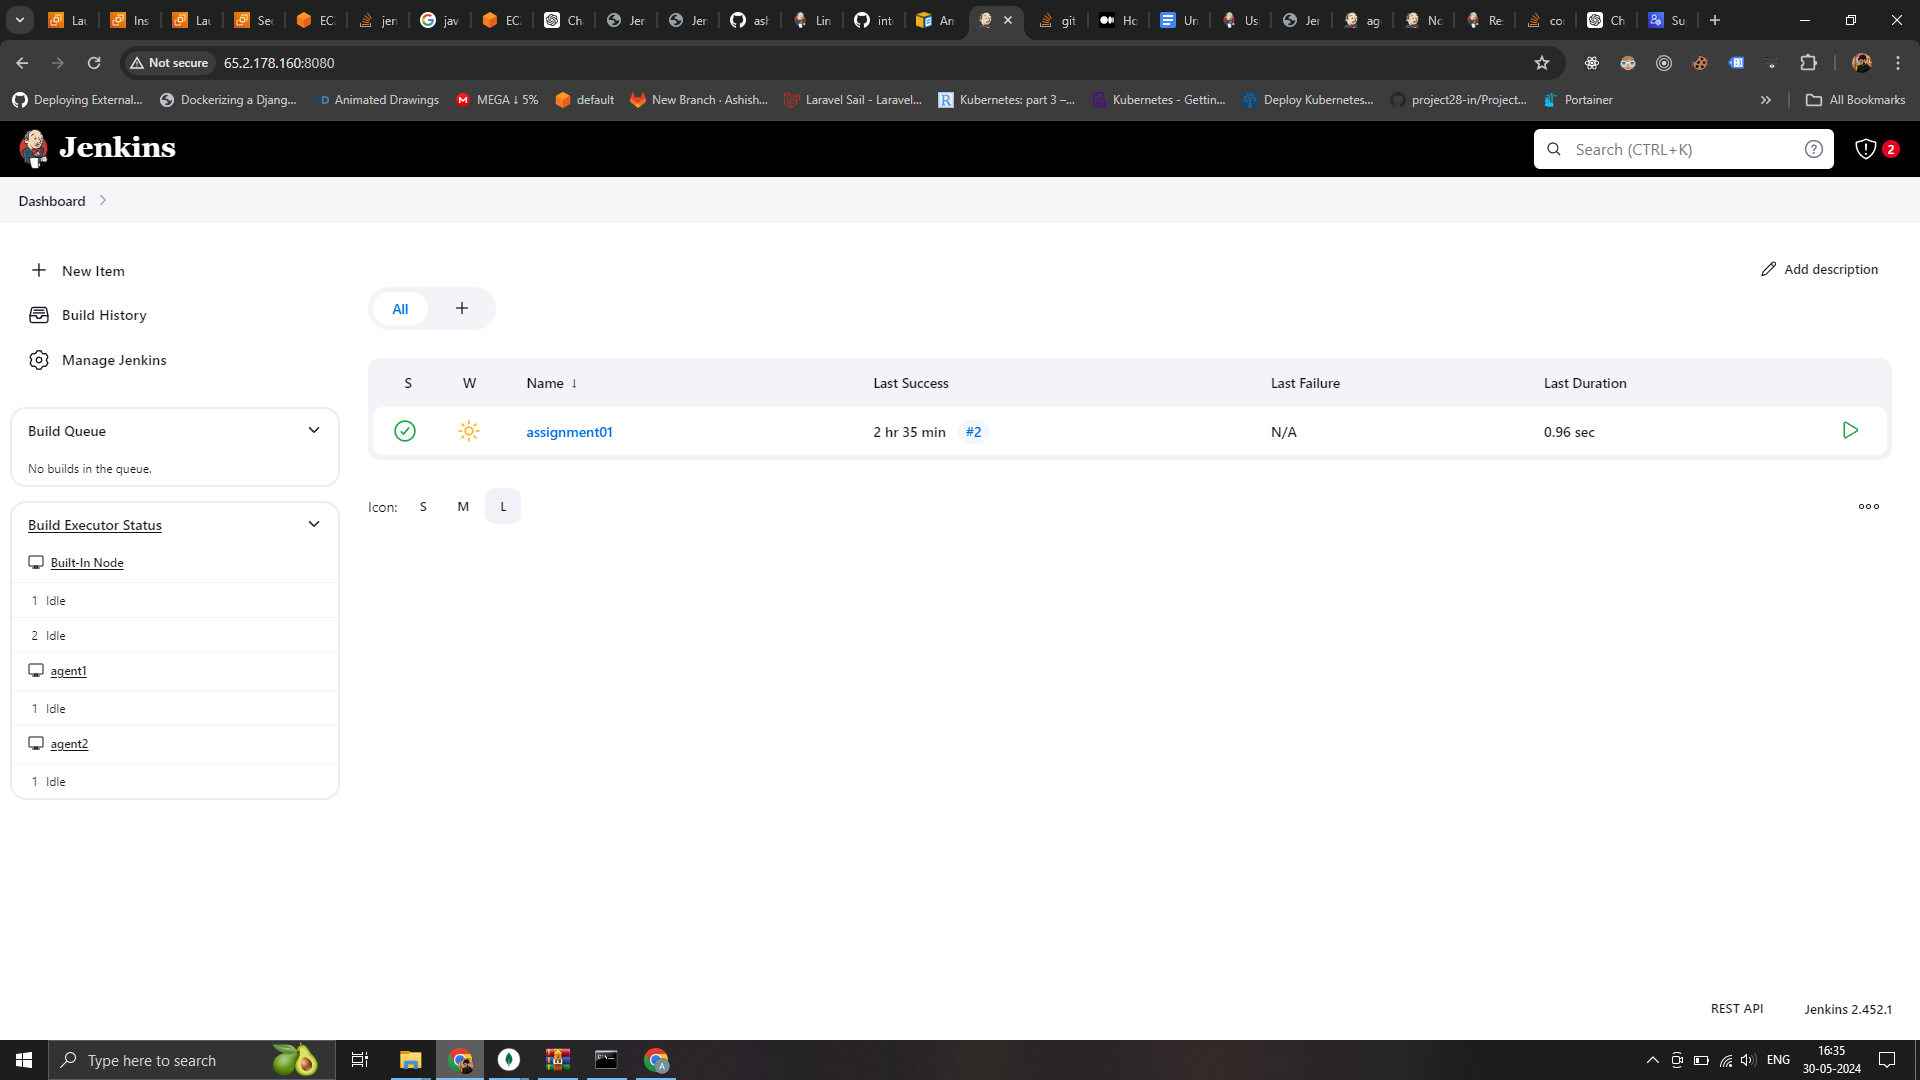 Lau
Ins
Lau
Sec
EC
jen
jav
EC
Ch
Jen
Jen
ash
Lin
inte
Am
git
Ho
Un
Us
Jen
age
No
Re
cor
Ch
Su
Not secure
65.2.178.160:8080
Deploying External...
Dockerizing a Djang...
Animated Drawings
MEGA ↓ 5%
default
New Branch · Ashish...
Laravel Sail - Laravel...
Kubernetes: part 3 –...
Kubernetes - Gettin...
Deploy Kubernetes...
project28-in/Project...
Portainer
All Bookmarks
Jenkins
Search (CTRL+K)
2
Dashboard
New Item
Build History
Manage Jenkins
Add description
All
S W Name ↓ Last Success Last Failure Last Duration
assignment01 2 hr 35 min #2 N/A 0.96 sec
Icon: S M L
Build Queue
No builds in the queue.
Build Executor Status
Built-In Node
1 Idle
2 Idle
agent1
1 Idle
agent2
1 Idle
REST API
Jenkins 2.452.1
Type here to search
ENG
16:35
30-05-2024